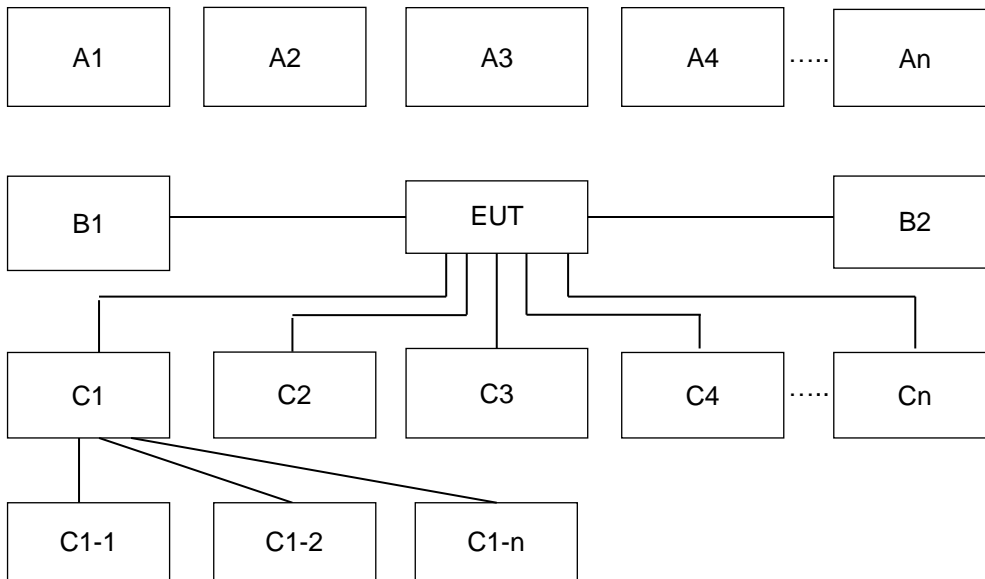 A1 A2 A3 A4 ..... An
B1 EUT B2
C1 C2 C3 C4 ..... Cn
C1-1 C1-2 C1-n